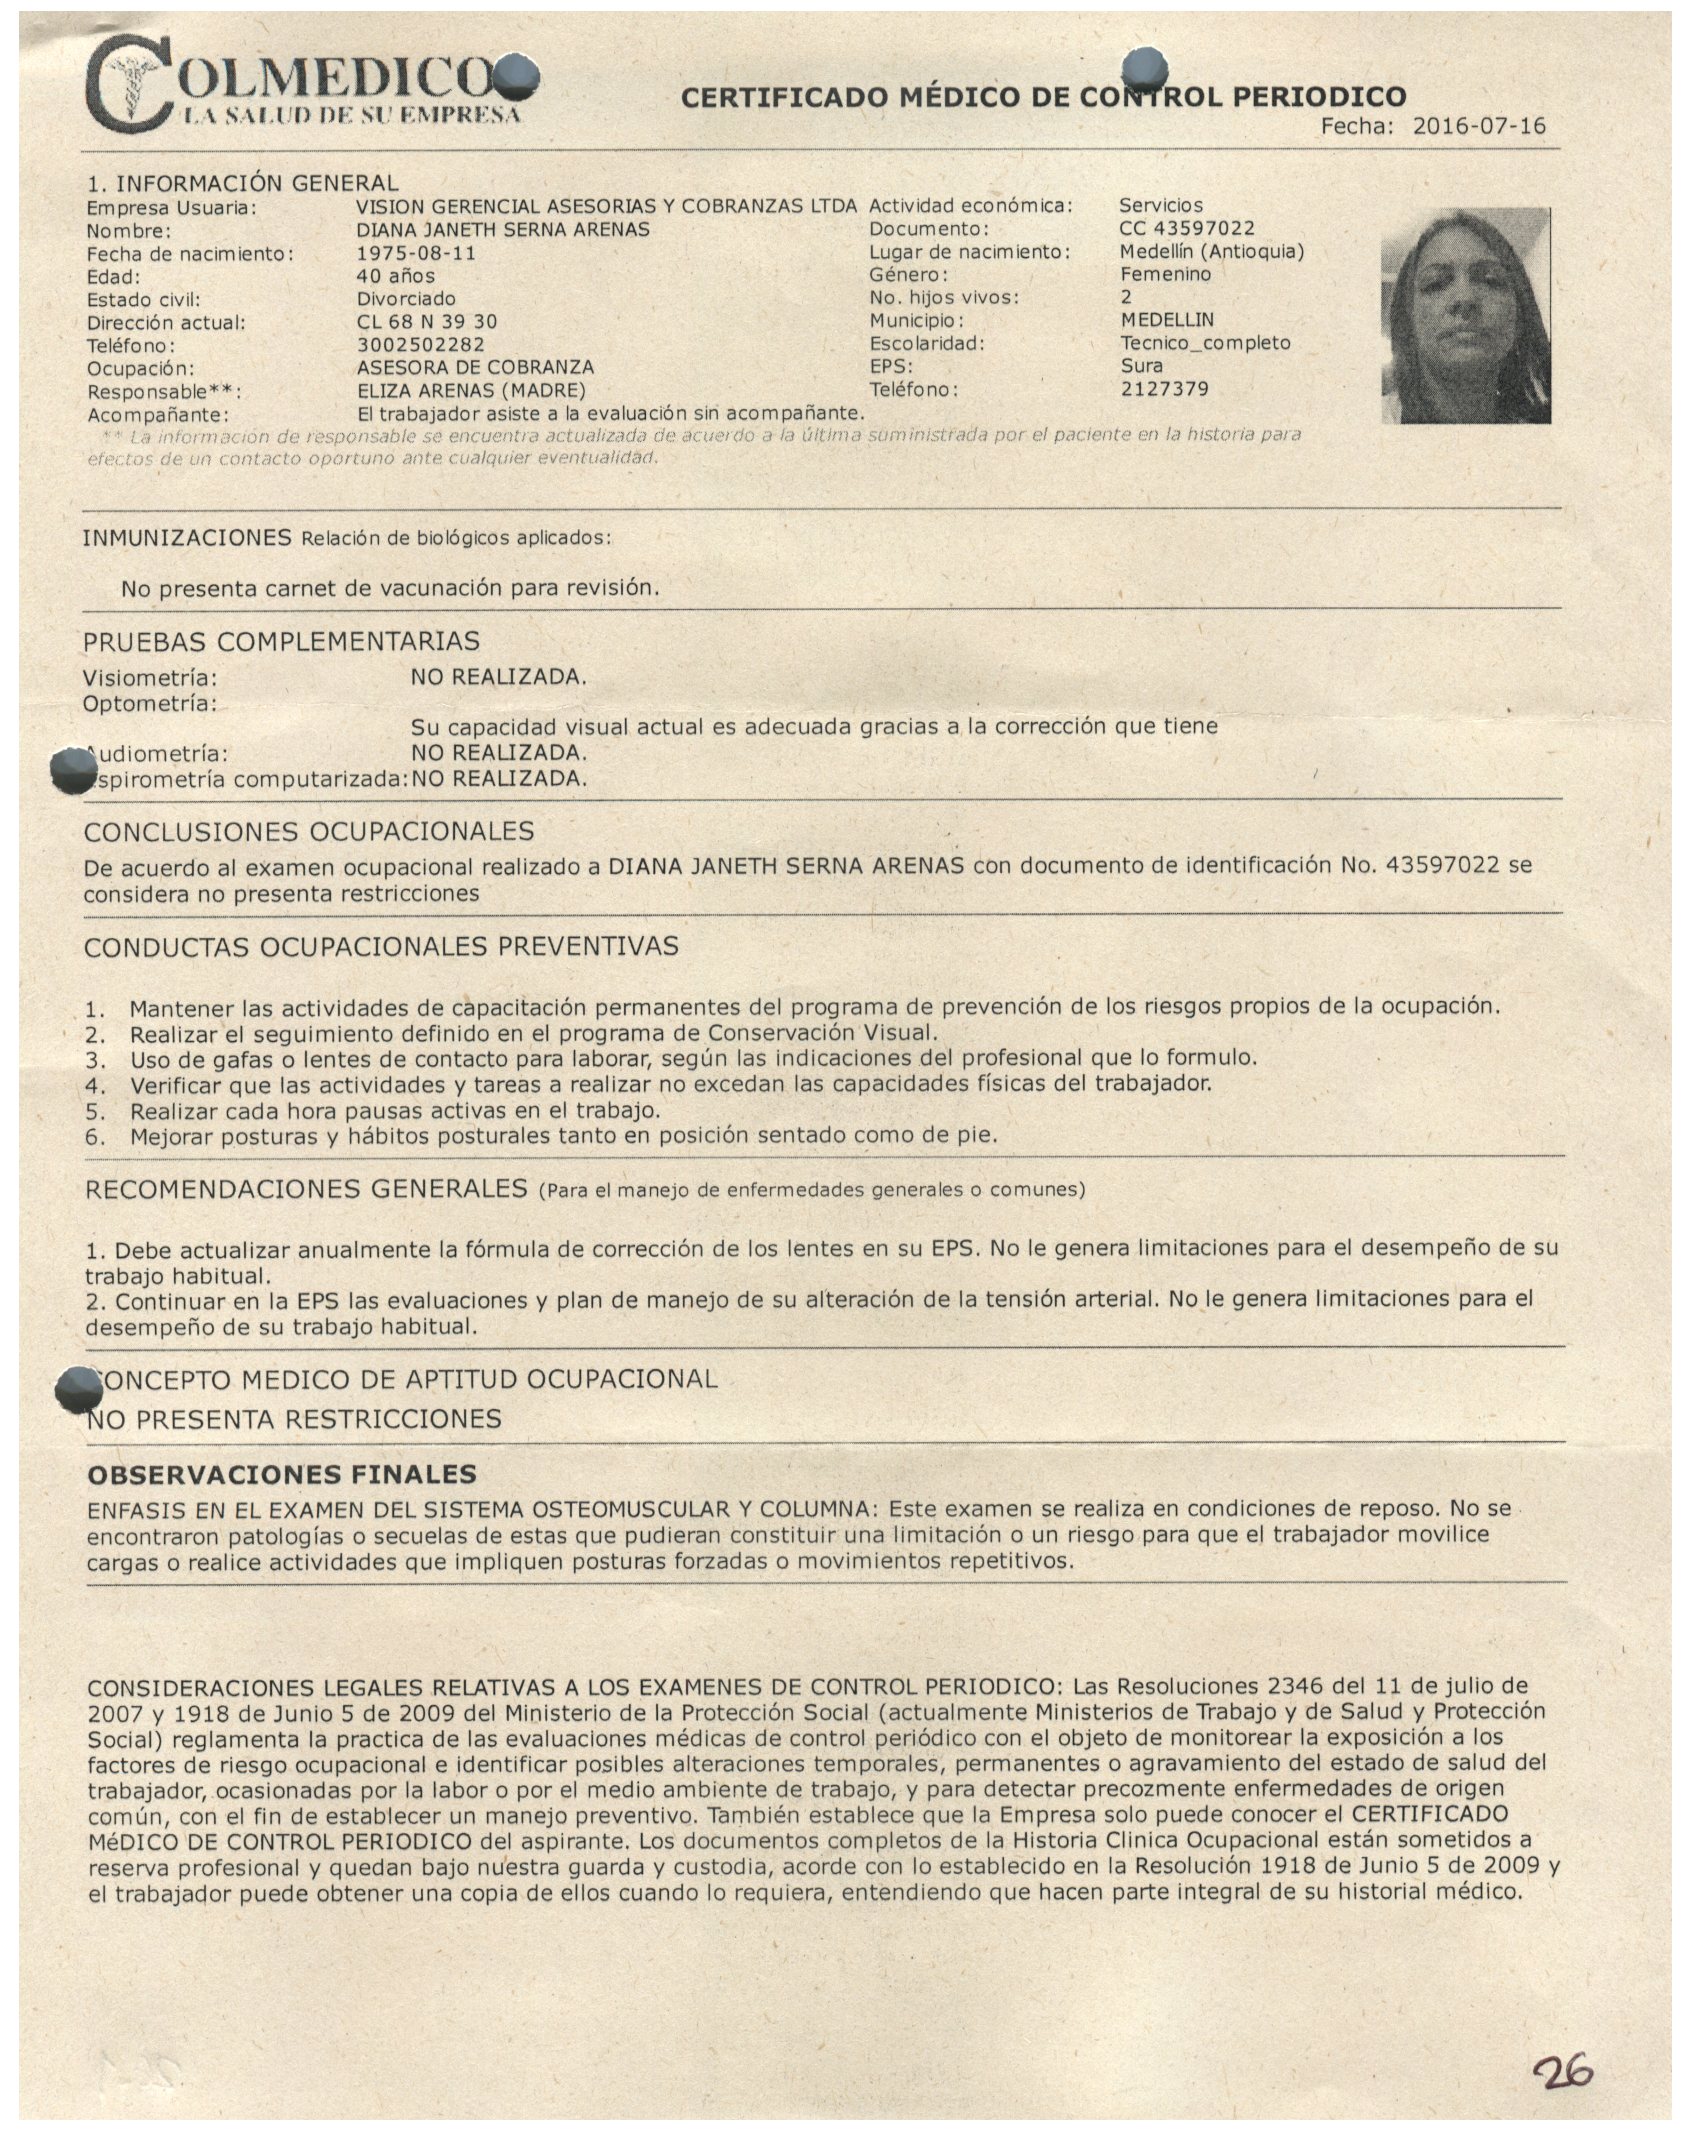 COLMEDICO
LA SALUD DE SU EMPRESA
CERTIFICADO MÉDICO DE CONTROL PERIODICO
Fecha: 2016-07-16
1. INFORMACIÓN GENERAL
Empresa Usuaria: VISION GERENCIAL ASESORIAS Y COBRANZAS LTDA Actividad económica: Servicios
Nombre: DIANA JANETH SERNA ARENAS Documento: CC 43597022
Fecha de nacimiento: 1975-08-11 Lugar de nacimiento: Medellín (Antioquia)
Edad: 40 años Género: Femenino
Estado civil: Divorciado No. hijos vivos: 2
Dirección actual: CL 68 N 39 30 Municipio: MEDELLIN
Teléfono: 3002502282 Escolaridad: Tecnico_completo
Ocupación: ASESORA DE COBRANZA EPS: Sura
Responsable**: ELIZA ARENAS (MADRE) Teléfono: 2127379
Acompañante: El trabajador asiste a la evaluación sin acompañante.
** La información de responsable se encuentra actualizada de acuerdo a la última suministrada por el paciente en la historia para
efectos de un contacto oportuno ante cualquier eventualidad.
INMUNIZACIONES Relación de biológicos aplicados:
No presenta carnet de vacunación para revisión.
PRUEBAS COMPLEMENTARIAS
Visiometría: NO REALIZADA.
Optometría:
Su capacidad visual actual es adecuada gracias a la corrección que tiene
Audiometría: NO REALIZADA.
Espirometría computarizada: NO REALIZADA.
CONCLUSIONES OCUPACIONALES
De acuerdo al examen ocupacional realizado a DIANA JANETH SERNA ARENAS con documento de identificación No. 43597022 se
considera no presenta restricciones
CONDUCTAS OCUPACIONALES PREVENTIVAS
1. Mantener las actividades de capacitación permanentes del programa de prevención de los riesgos propios de la ocupación.
2. Realizar el seguimiento definido en el programa de Conservación Visual.
3. Uso de gafas o lentes de contacto para laborar, según las indicaciones del profesional que lo formulo.
4. Verificar que las actividades y tareas a realizar no excedan las capacidades físicas del trabajador.
5. Realizar cada hora pausas activas en el trabajo.
6. Mejorar posturas y hábitos posturales tanto en posición sentado como de pie.
RECOMENDACIONES GENERALES (Para el manejo de enfermedades generales o comunes)
1. Debe actualizar anualmente la fórmula de corrección de los lentes en su EPS. No le genera limitaciones para el desempeño de su
trabajo habitual.
2. Continuar en la EPS las evaluaciones y plan de manejo de su alteración de la tensión arterial. No le genera limitaciones para el
desempeño de su trabajo habitual.
CONCEPTO MEDICO DE APTITUD OCUPACIONAL
NO PRESENTA RESTRICCIONES
OBSERVACIONES FINALES
ENFASIS EN EL EXAMEN DEL SISTEMA OSTEOMUSCULAR Y COLUMNA: Este examen se realiza en condiciones de reposo. No se
encontraron patologías o secuelas de estas que pudieran constituir una limitación o un riesgo para que el trabajador movilice
cargas o realice actividades que impliquen posturas forzadas o movimientos repetitivos.
CONSIDERACIONES LEGALES RELATIVAS A LOS EXAMENES DE CONTROL PERIODICO: Las Resoluciones 2346 del 11 de julio de
2007 y 1918 de Junio 5 de 2009 del Ministerio de la Protección Social (actualmente Ministerios de Trabajo y de Salud y Protección
Social) reglamenta la practica de las evaluaciones médicas de control periódico con el objeto de monitorear la exposición a los
factores de riesgo ocupacional e identificar posibles alteraciones temporales, permanentes o agravamiento del estado de salud del
trabajador, ocasionadas por la labor o por el medio ambiente de trabajo, y para detectar precozmente enfermedades de origen
común, con el fin de establecer un manejo preventivo. También establece que la Empresa solo puede conocer el CERTIFICADO
MéDICO DE CONTROL PERIODICO del aspirante. Los documentos completos de la Historia Clinica Ocupacional están sometidos a
reserva profesional y quedan bajo nuestra guarda y custodia, acorde con lo establecido en la Resolución 1918 de Junio 5 de 2009 y
el trabajador puede obtener una copia de ellos cuando lo requiera, entendiendo que hacen parte integral de su historial médico.
26